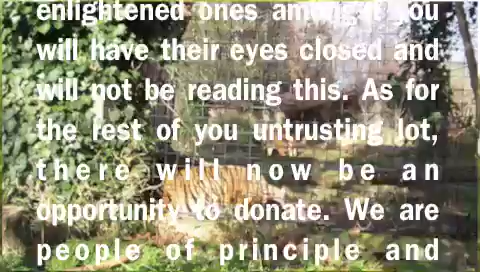 enlightened ones amongst you
will have their eyes closed and
will not be reading this. As for
the rest of you untrusting lot,
there will now be an
opportunity to donate. We are
people of principle and